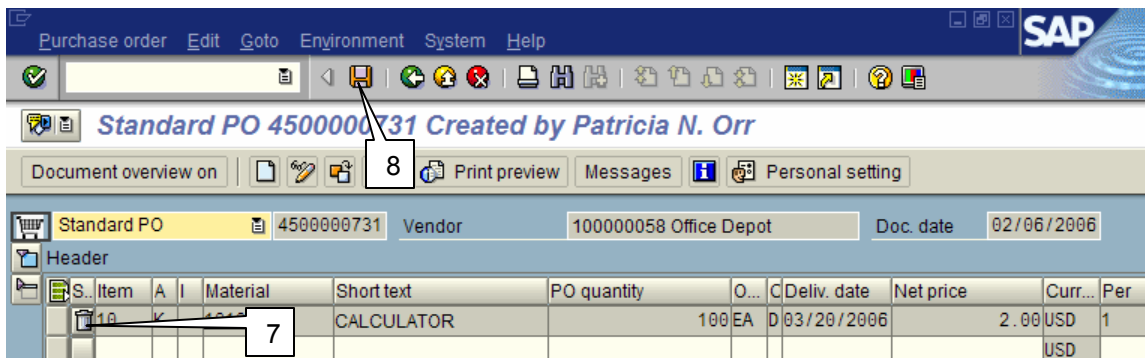 Purchase order Edit Goto Environment System Help
SAP
Standard PO 4500000731 Created by Patricia N. Orr
8
Document overview on Print preview Messages Personal setting
Standard PO 4500000731 Vendor 100000058 Office Depot Doc. date 02/06/2006
Header
S.. Item A I Material Short text PO quantity O... C Deliv. date Net price Curr... Per
10 K CALCULATOR 100 EA D 03/20/2006 2.00 USD 1
7
USD